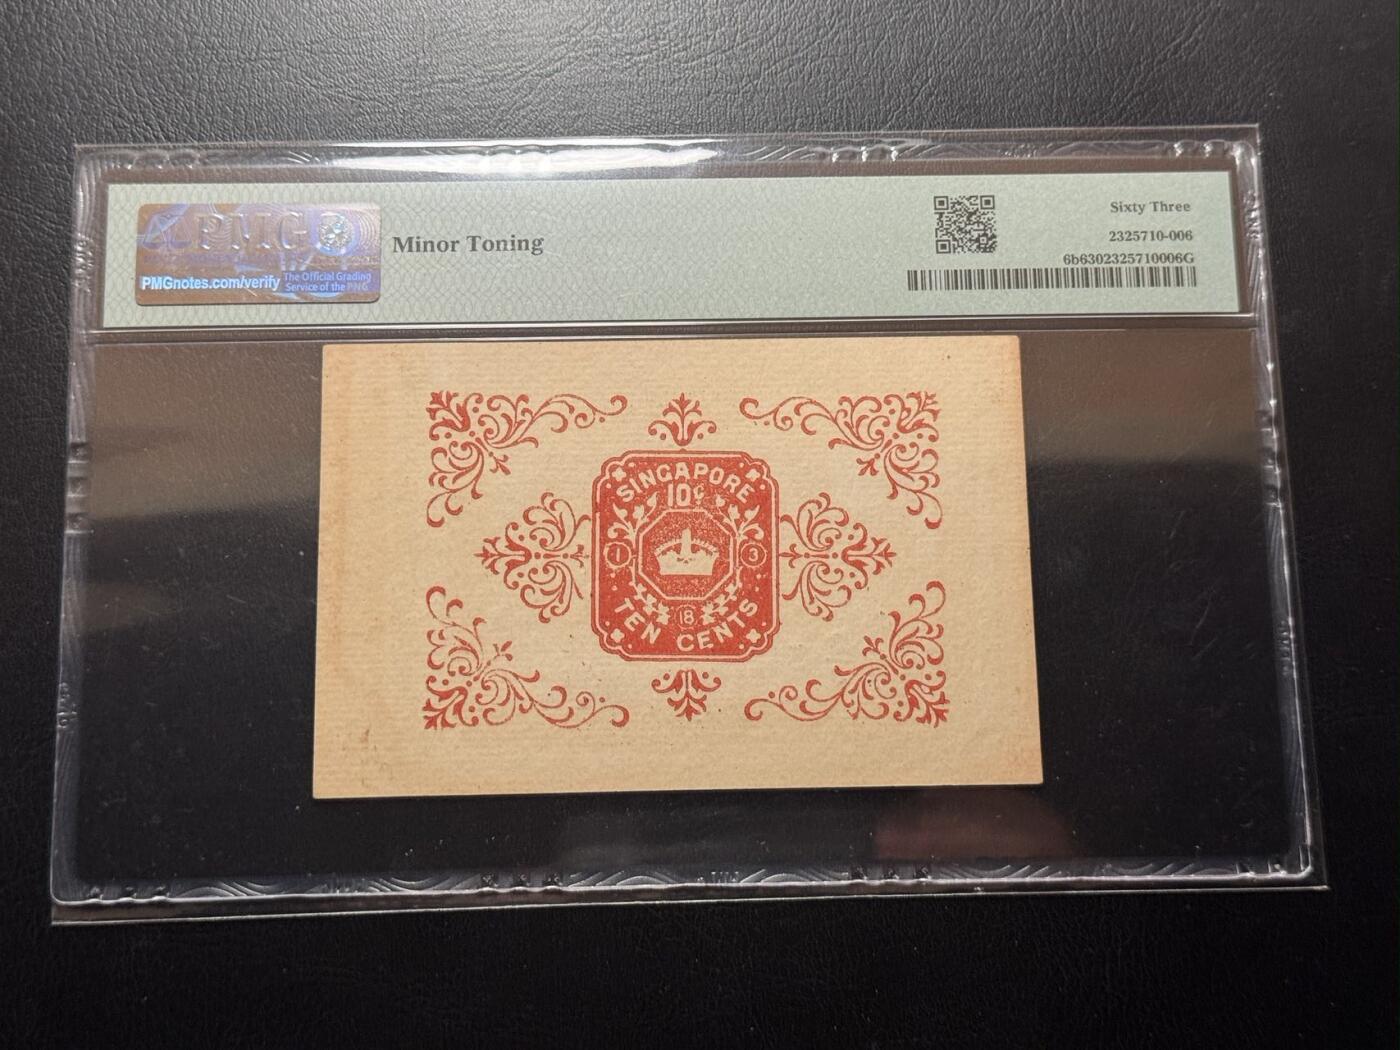 PMG
PMGnotes.com/verify
The Official Grading
Service of the PNG
Minor Toning
Sixty Three
2325710-006
6b6302325710006G
SINGAPORE
10¢
1
3
18
TEN CENTS